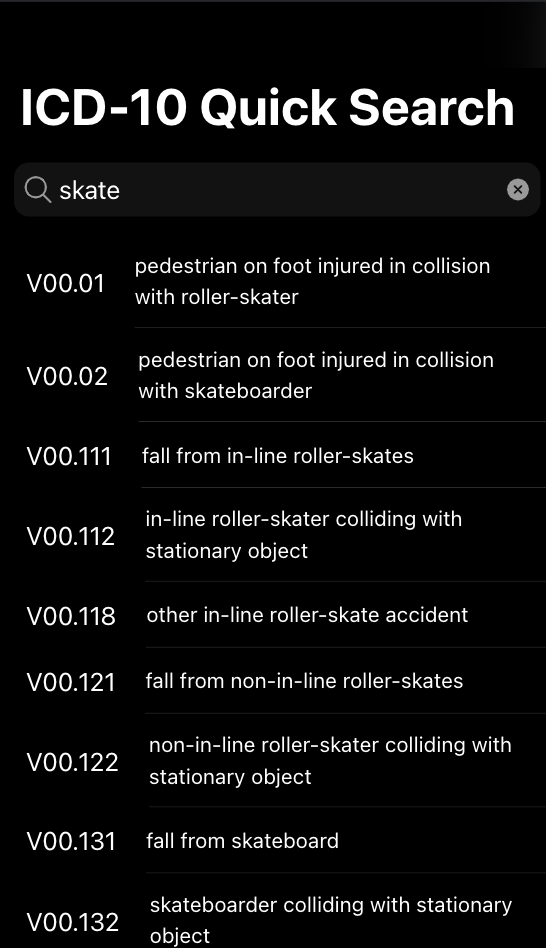 ICD-10 Quick Search
skate
V00.01
pedestrian on foot injured in collision
with roller-skater
V00.02
pedestrian on foot injured in collision
with skateboarder
V00.111
fall from in-line roller-skates
V00.112
in-line roller-skater colliding with
stationary object
V00.118
other in-line roller-skate accident
V00.121
fall from non-in-line roller-skates
V00.122
non-in-line roller-skater colliding with
stationary object
V00.131
fall from skateboard
V00.132
skateboarder colliding with stationary
object